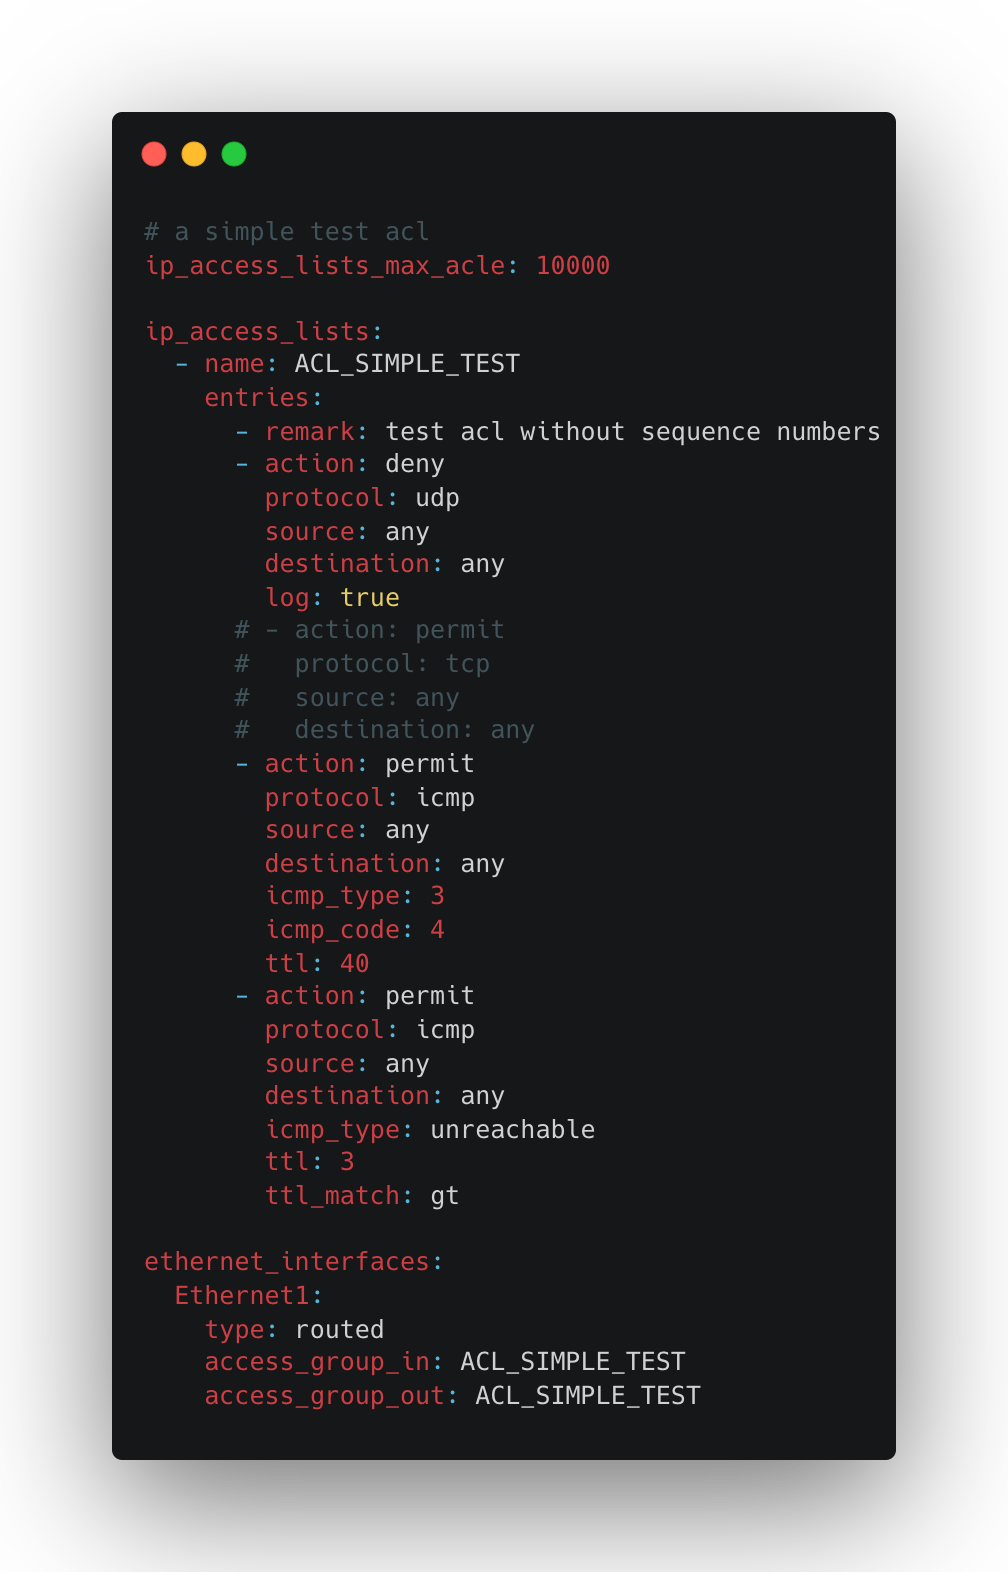 # a simple test acl
ip_access_lists_max_acle: 10000

ip_access_lists:
  - name: ACL_SIMPLE_TEST
    entries:
      - remark: test acl without sequence numbers
      - action: deny
        protocol: udp
        source: any
        destination: any
        log: true
      # - action: permit
      #   protocol: tcp
      #   source: any
      #   destination: any
      - action: permit
        protocol: icmp
        source: any
        destination: any
        icmp_type: 3
        icmp_code: 4
        ttl: 40
      - action: permit
        protocol: icmp
        source: any
        destination: any
        icmp_type: unreachable
        ttl: 3
        ttl_match: gt

ethernet_interfaces:
  Ethernet1:
    type: routed
    access_group_in: ACL_SIMPLE_TEST
    access_group_out: ACL_SIMPLE_TEST